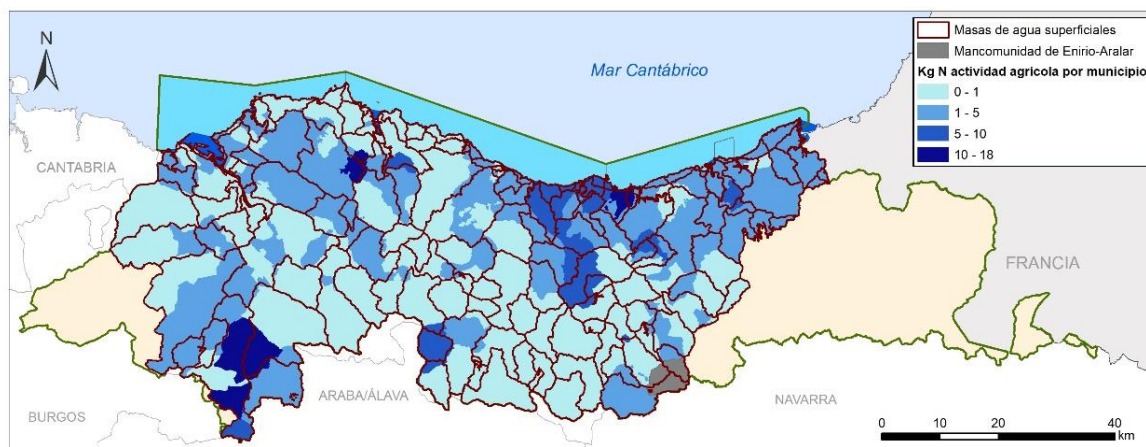 N
Mar Cantábrico
Masas de agua superficiales
Mancomunidad de Enirio-Aralar
Kg N actividad agricola por municipio
0 - 1
1 - 5
5 - 10
10 - 18
CANTABRIA
FRANCIA
BURGOS
ARABA/ÁLAVA
NAVARRA
0 10 20 40
km